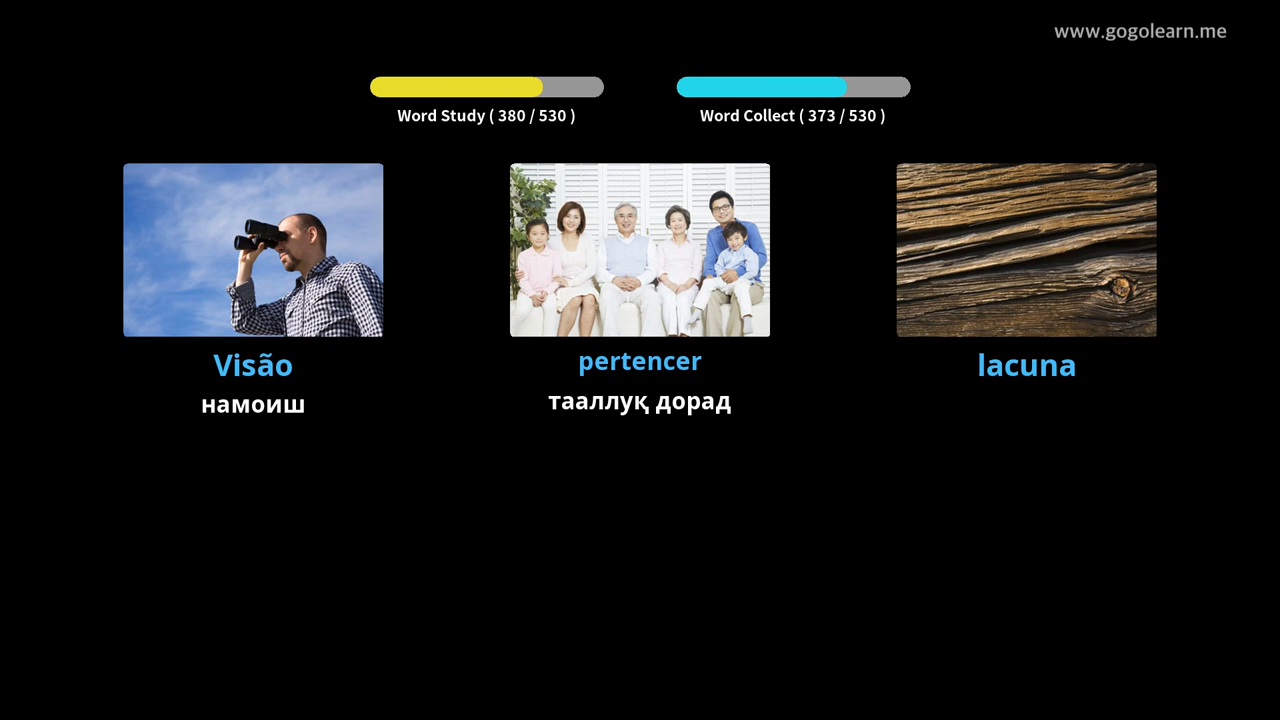 www.gogolearn.me
Word Study ( 380 / 530 )
Word Collect ( 373 / 530 )
Visão
намоиш
pertencer
тааллуқ дорад
lacuna